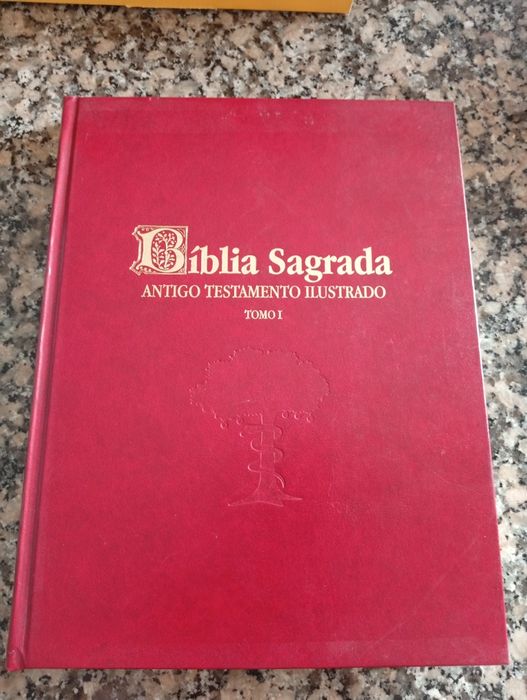 Bíblia Sagrada
ANTIGO TESTAMENTO ILUSTRADO
TOMO I